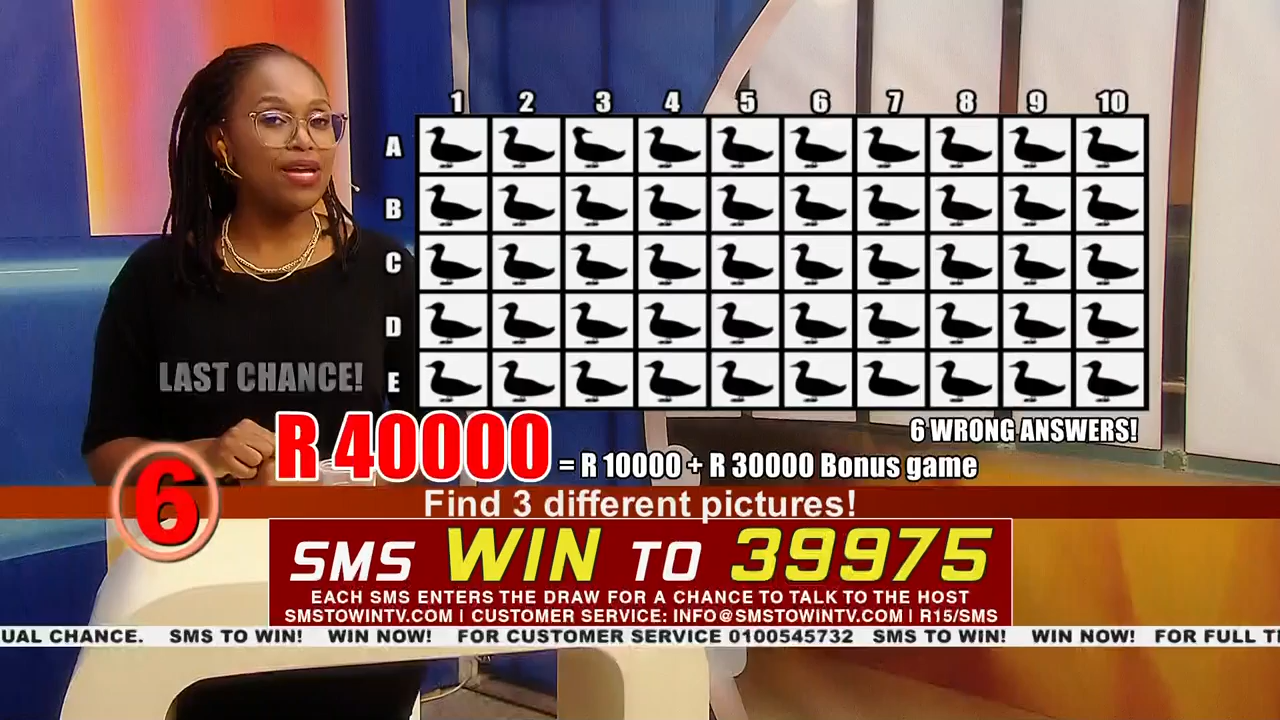 1 2 3 4 5 6 7 8 9 10
A
B
C
D
E
LAST CHANCE!
6 WRONG ANSWERS!
R 40000 = R 10000 + R 30000 Bonus game
6
Find 3 different pictures!
SMS WIN TO 39975
EACH SMS ENTERS THE DRAW FOR A CHANCE TO TALK TO THE HOST
SMSTOWINTV.COM | CUSTOMER SERVICE: INFO@SMSTOWINTV.COM | R15/SMS
UAL CHANCE. SMS TO WIN! WIN NOW! FOR CUSTOMER SERVICE 0100545732 SMS TO WIN! WIN NOW! FOR FULL